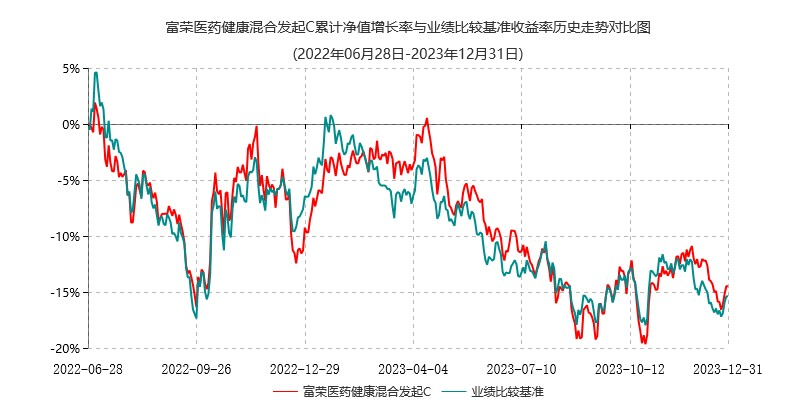 富荣医药健康混合发起C累计净值增长率与业绩比较基准收益率历史走势对比图
(2022年06月28日-2023年12月31日)
5%
0%
-5%
-10%
-15%
-20%
2022-06-28 2022-09-26 2022-12-29 2023-04-04 2023-07-10 2023-10-12 2023-12-31
富荣医药健康混合发起C 业绩比较基准